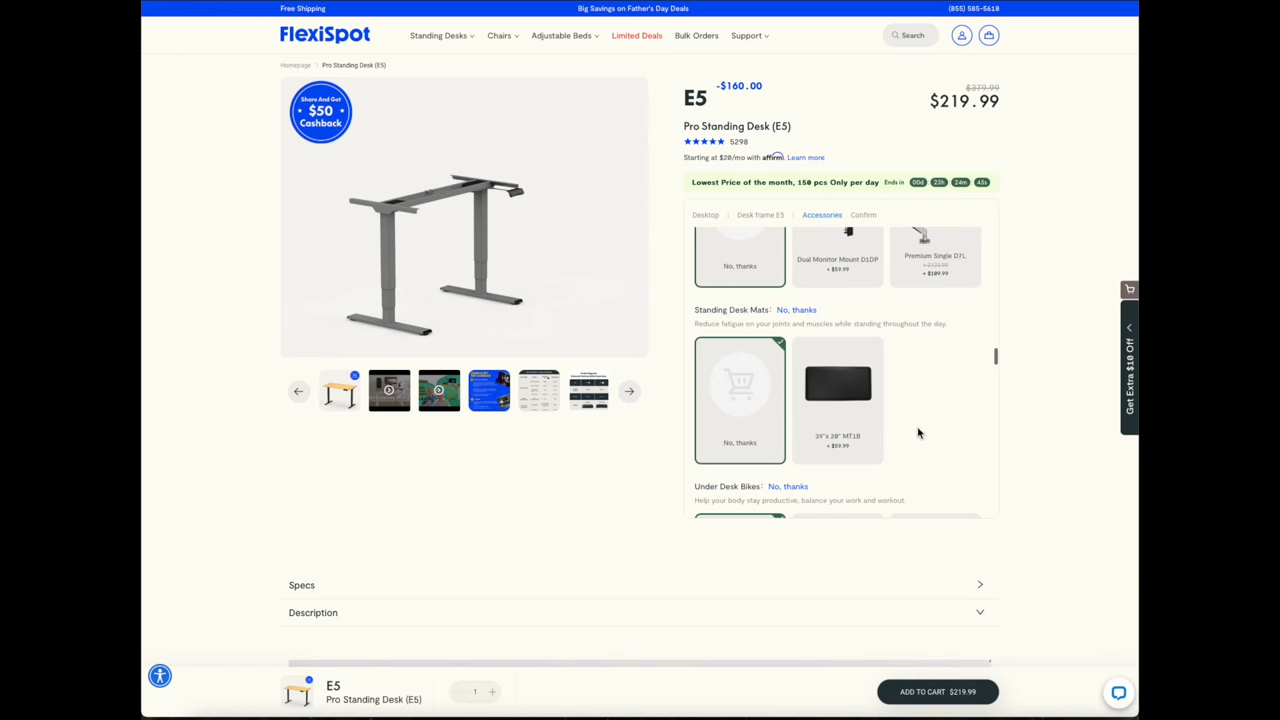 Free Shipping
Big Savings on Father's Day Deals
(855) 585-5618
FlexiSpot
Standing Desks
Chairs
Adjustable Beds
Limited Deals
Bulk Orders
Support
Search
Homepage
Pro Standing Desk (E5)
Share And Get
$50
Cashback
E5
-$160.00
$379.99
$219.99
Pro Standing Desk (E5)
5298
Starting at $20/mo with affirm. Learn more
Lowest Price of the month, 150 pcs Only per day
Ends in
00d
23h
24m
45s
Desktop
Desk frame E5
Accessories
Confirm
No, thanks
Dual Monitor Mount D1DP
+ $59.99
Premium Single D7L
+ $109.99
Standing Desk Mats: No, thanks
Reduce fatigue on your joints and muscles while standing throughout the day.
No, thanks
39"x 20" MT1B
+ $59.99
Under Desk Bikes: No, thanks
Help your body stay productive, balance your work and workout.
Get Extra $10 Off
Specs
Description
E5
Pro Standing Desk (E5)
1
ADD TO CART $219.99